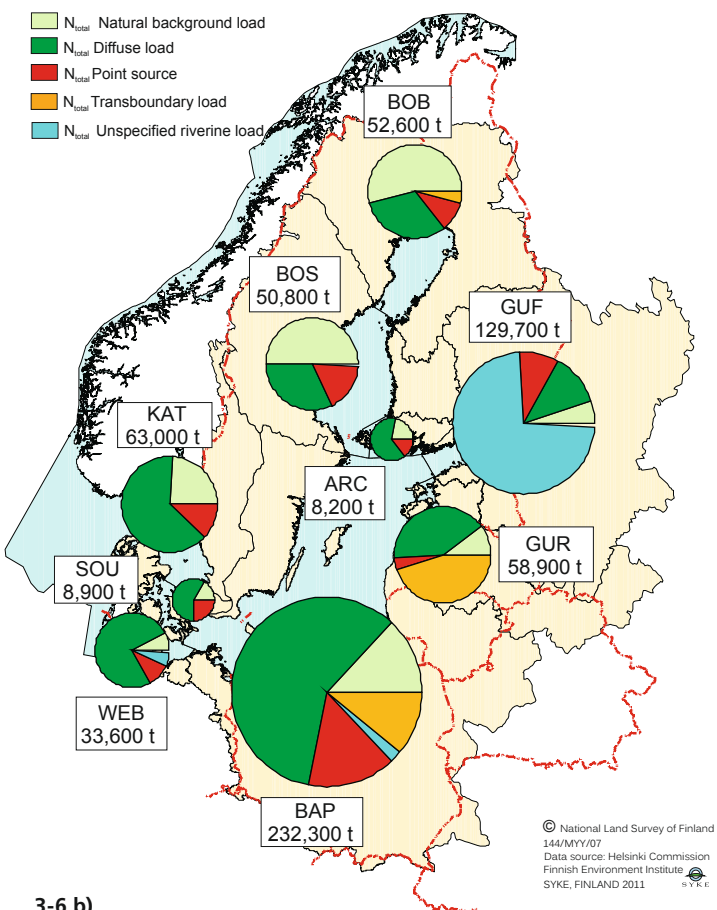 Ntotal Natural background load
Ntotal Diffuse load
Ntotal Point source
Ntotal Transboundary load
Ntotal Unspecified riverine load
BOB
52,600 t
BOS
50,800 t
GUF
129,700 t
KAT
63,000 t
ARC
8,200 t
GUR
58,900 t
SOU
8,900 t
WEB
33,600 t
BAP
232,300 t
© National Land Survey of Finland
144/MYY/07
Data source: Helsinki Commission
Finnish Environment Institute
SYKE, FINLAND 2011
SYKE
3-6 b)